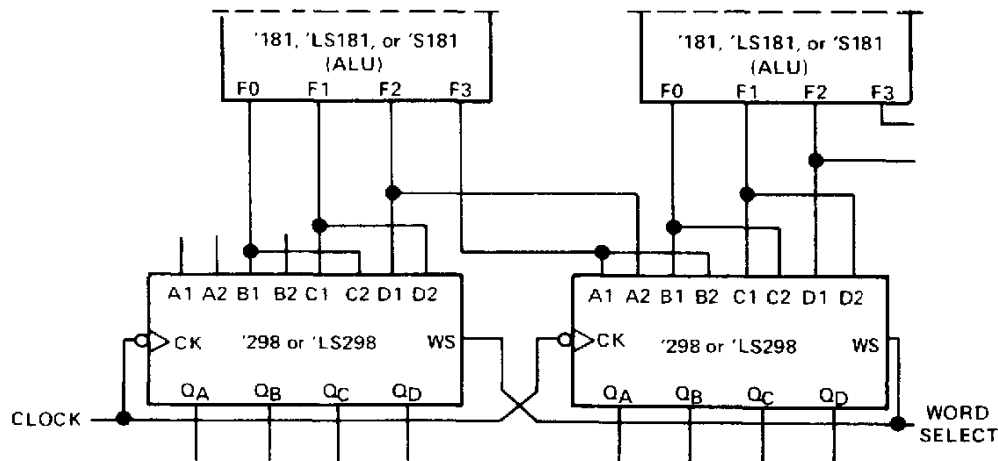 '181, 'LS181, or 'S181
(ALU)
F0 F1 F2 F3
'181, 'LS181, or 'S181
(ALU)
F0 F1 F2 F3
A1 A2 B1 B2 C1 C2 D1 D2
CK '298 or 'LS298 WS
QA QB QC QD
A1 A2 B1 B2 C1 C2 D1 D2
CK '298 or 'LS298 WS
QA QB QC QD
CLOCK
WORD
SELECT